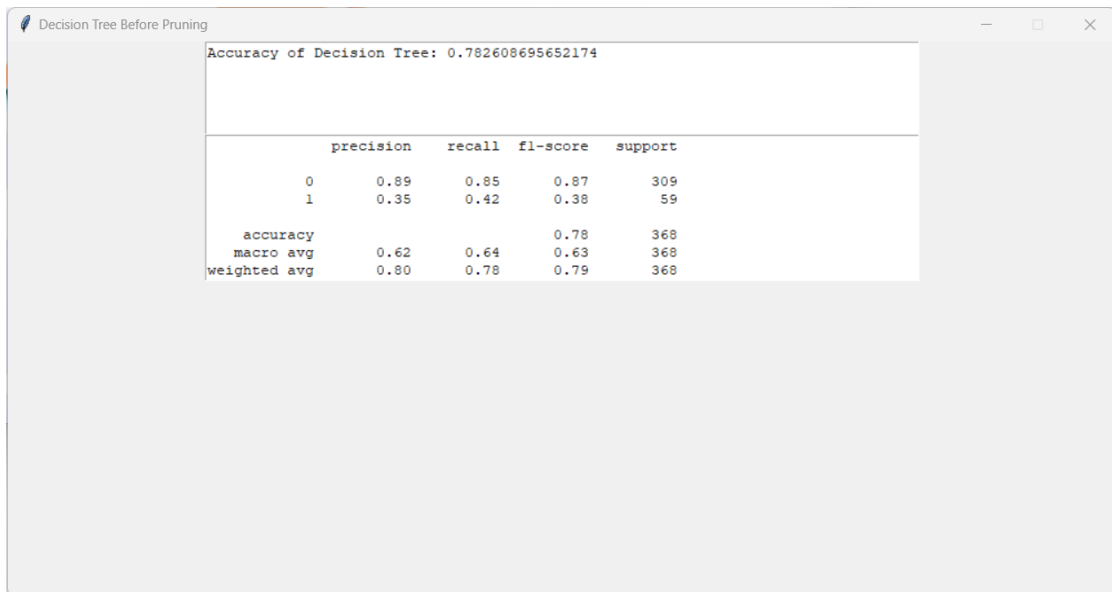 Decision Tree Before Pruning
Accuracy of Decision Tree: 0.782608695652174
precision recall f1-score support
0 0.89 0.85 0.87 309
1 0.35 0.42 0.38 59
accuracy 0.78 368
macro avg 0.62 0.64 0.63 368
weighted avg 0.80 0.78 0.79 368